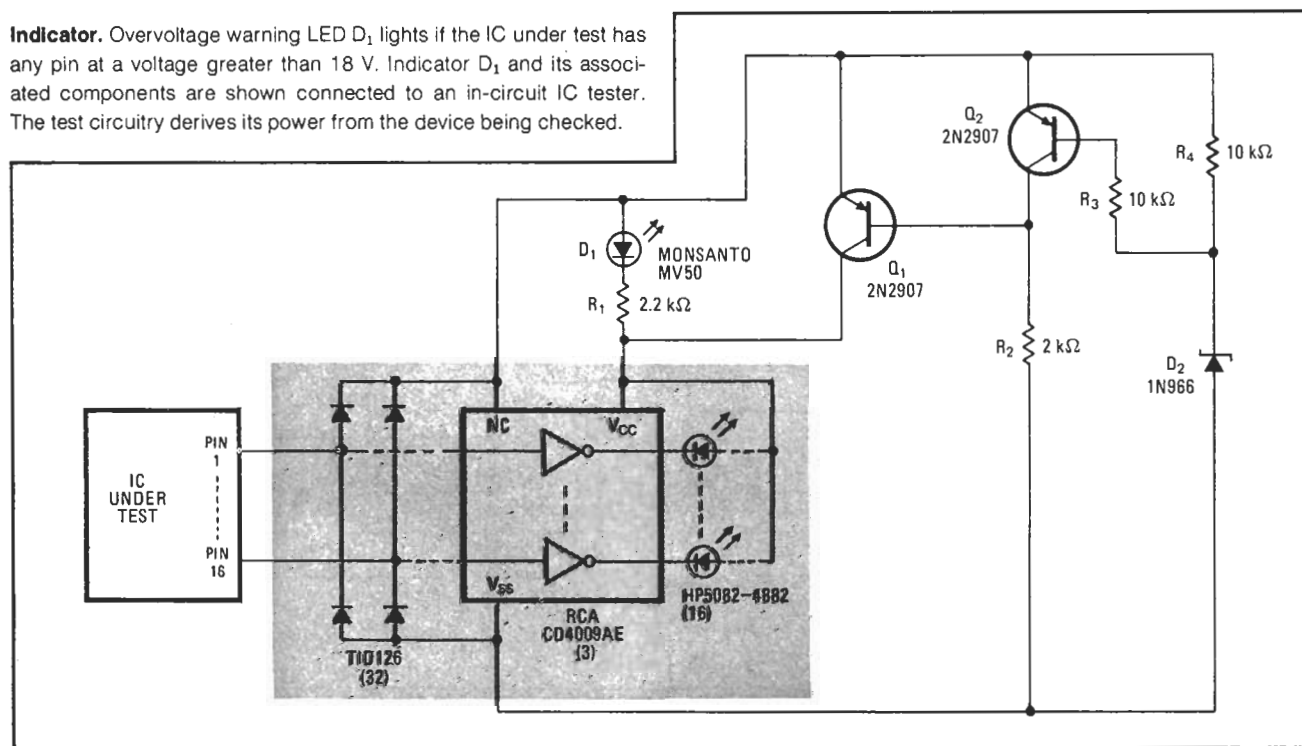 Indicator. Overvoltage warning LED D₁ lights if the IC under test has
any pin at a voltage greater than 18 V. Indicator D₁ and its associ-
ated components are shown connected to an in-circuit IC tester.
The test circuitry derives its power from the device being checked.
Q₂
2N2907
R₄
10 kΩ
R₃
10 kΩ
D₁
MONSANTO
MV50
R₁
2.2 kΩ
Q₁
2N2907
R₂
2 kΩ
D₂
1N966
IC
UNDER
TEST
PIN
1
PIN
16
NC
VCC
VSS
RCA
CD4009AE
(3)
HP5082-4882
(16)
TID126
(32)